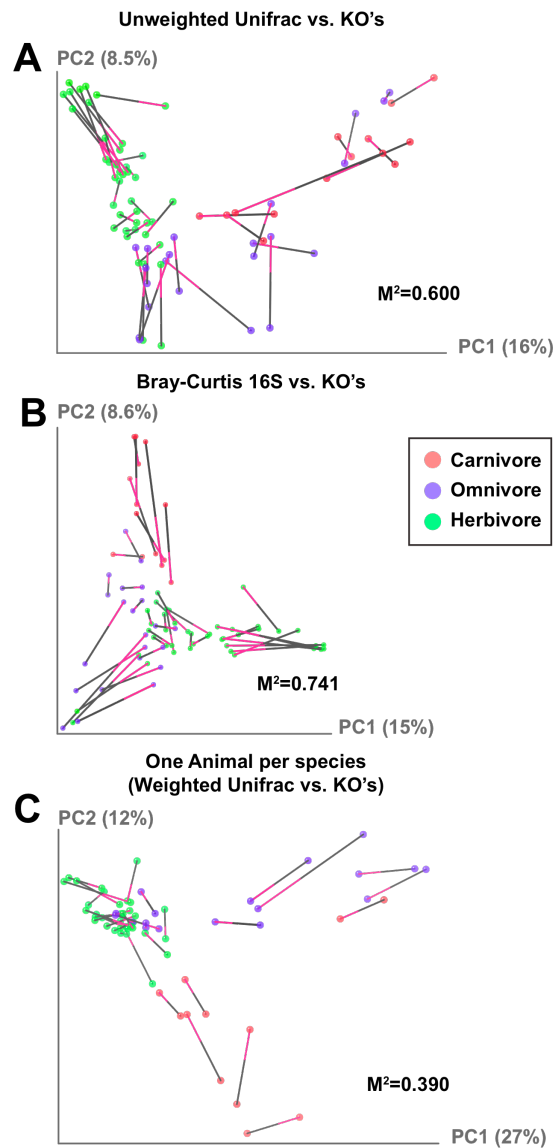 Unweighted Unifrac vs. KO's
A
PC2 (8.5%)
M²=0.600
PC1 (16%)
Bray-Curtis 16S vs. KO's
B
PC2 (8.6%)
Carnivore
Omnivore
Herbivore
M²=0.741
PC1 (15%)
One Animal per species
(Weighted Unifrac vs. KO's)
C
PC2 (12%)
M²=0.390
PC1 (27%)